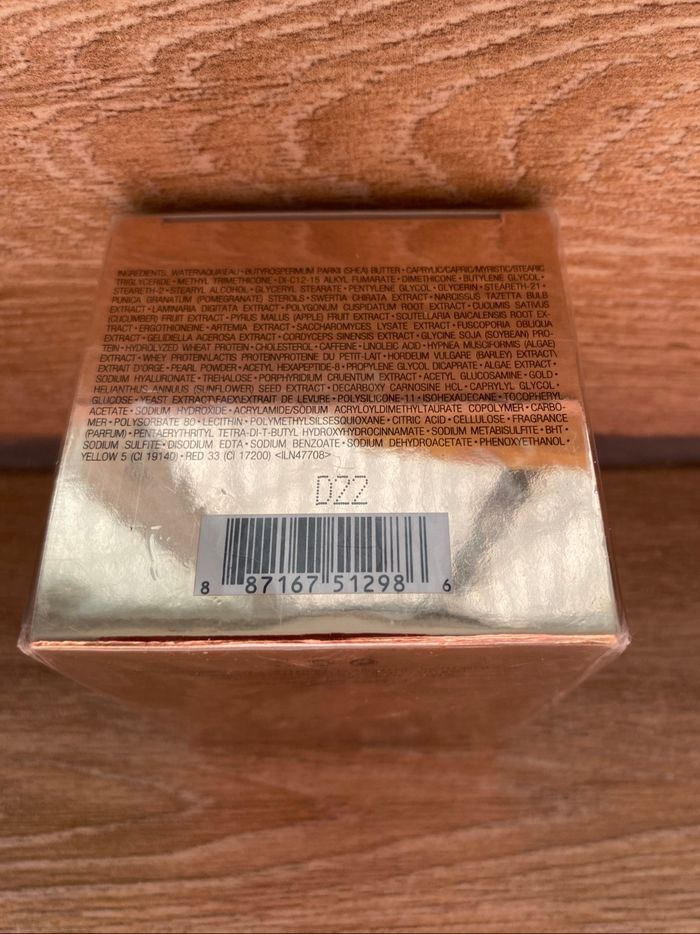 INGREDIENTS: WATER\AQUA\EAU • BUTYROSPERMUM PARKII (SHEA) BUTTER • CAPRYLIC/CAPRIC/MYRISTIC/STEARIC
TRIGLYCERIDE • METHYL TRIMETHICONE • DI-C12-15 ALKYL FUMARATE • DIMETHICONE • BUTYLENE GLYCOL •
STEARETH-2 • STEARYL ALCOHOL • GLYCERYL STEARATE • PENTYLENE GLYCOL • GLYCERIN • STEARETH-21 •
PUNICA GRANATUM (POMEGRANATE) STEROLS • SWERTIA CHIRATA EXTRACT • NARCISSUS TAZETTA BULB
EXTRACT • LAMINARIA DIGITATA EXTRACT • POLYGONUM CUSPIDATUM ROOT EXTRACT • CUCUMIS SATIVUS
(CUCUMBER) FRUIT EXTRACT • PYRUS MALUS (APPLE) FRUIT EXTRACT • SCUTELLARIA BAICALENSIS ROOT EX-
TRACT • ERGOTHIONEINE • ARTEMIA EXTRACT • SACCHAROMYCES LYSATE EXTRACT • FUSCOPORIA OBLIQUA
EXTRACT • GELIDIELLA ACEROSA EXTRACT • CORDYCEPS SINENSIS EXTRACT • GLYCINE SOJA (SOYBEAN) PRO-
TEIN • HYDROLYZED WHEAT PROTEIN • CHOLESTEROL • CAFFEINE • LINOLEIC ACID • HYPNEA MUSCIFORMIS (ALGAE)
EXTRACT • WHEY PROTEIN\LACTIS PROTEIN\PROTÉINE DU PETIT-LAIT • HORDEUM VULGARE (BARLEY) EXTRACT\
EXTRAIT D'ORGE • PEARL POWDER • ACETYL HEXAPEPTIDE-8 • PROPYLENE GLYCOL DICAPRATE • ALGAE EXTRACT •
SODIUM HYALURONATE • TREHALOSE • PORPHYRIDIUM CRUENTUM EXTRACT • ACETYL GLUCOSAMINE • GOLD •
HELIANTHUS ANNUUS (SUNFLOWER) SEED EXTRACT • DECARBOXY CARNOSINE HCL • CAPRYLYL GLYCOL •
GLUCOSE • YEAST EXTRACT\FAEX\EXTRAIT DE LEVURE • POLYSILICONE-11 • ISOHEXADECANE • TOCOPHERYL
ACETATE • SODIUM HYDROXIDE • ACRYLAMIDE/SODIUM ACRYLOYLDIMETHYLTAURATE COPOLYMER • CARBO-
MER • POLYSORBATE 80 • LECITHIN • POLYMETHYLSILSESQUIOXANE • CITRIC ACID • CELLULOSE • FRAGRANCE
(PARFUM) • PENTAERYTHRITYL TETRA-DI-T-BUTYL HYDROXYHYDROCINNAMATE • SODIUM METABISULFITE • BHT •
SODIUM SULFITE • DISODIUM EDTA • SODIUM BENZOATE • SODIUM DEHYDROACETATE • PHENOXYETHANOL •
YELLOW 5 (CI 19140) • RED 33 (CI 17200) <ILN47708>
D22
8 87167 51298 6